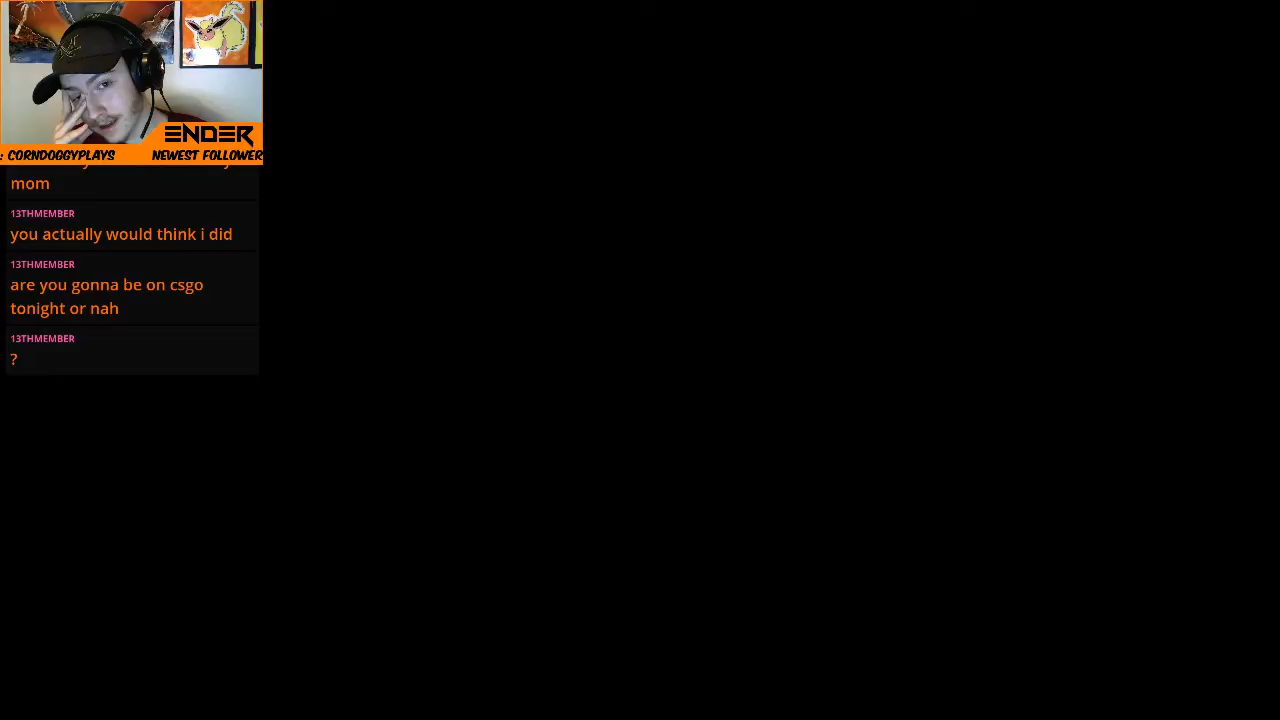 ENDER
: CORNDOGGYPLAYS NEWEST FOLLOWER
mom
13THMEMBER
you actually would think i did
13THMEMBER
are you gonna be on csgo
tonight or nah
13THMEMBER
?